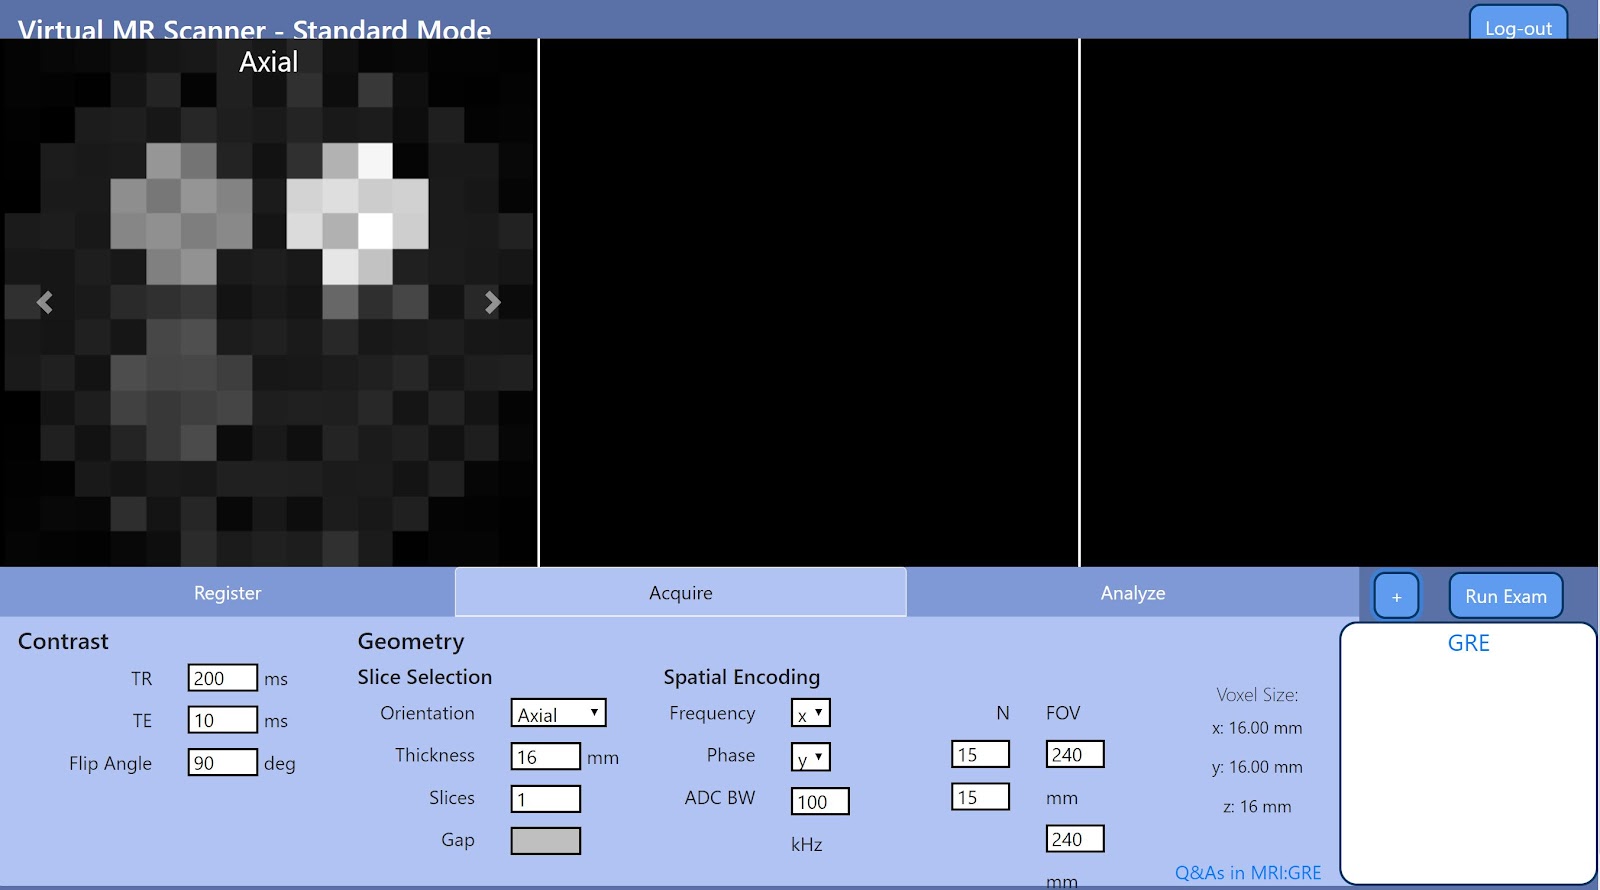 Virtual MR Scanner - Standard Mode
Log-out
Axial
Register
Acquire
Analyze
+
Run Exam
Contrast
TR 200 ms
TE 10 ms
Flip Angle 90 deg
Geometry
Slice Selection
Orientation Axial
Thickness 16 mm
Slices 1
Gap
Spatial Encoding
Frequency x
Phase y
ADC BW 100
kHz
N FOV
15 240
15 mm
240
mm
Voxel Size:
x: 16.00 mm
y: 16.00 mm
z: 16 mm
Q&As in MRI:GRE
GRE